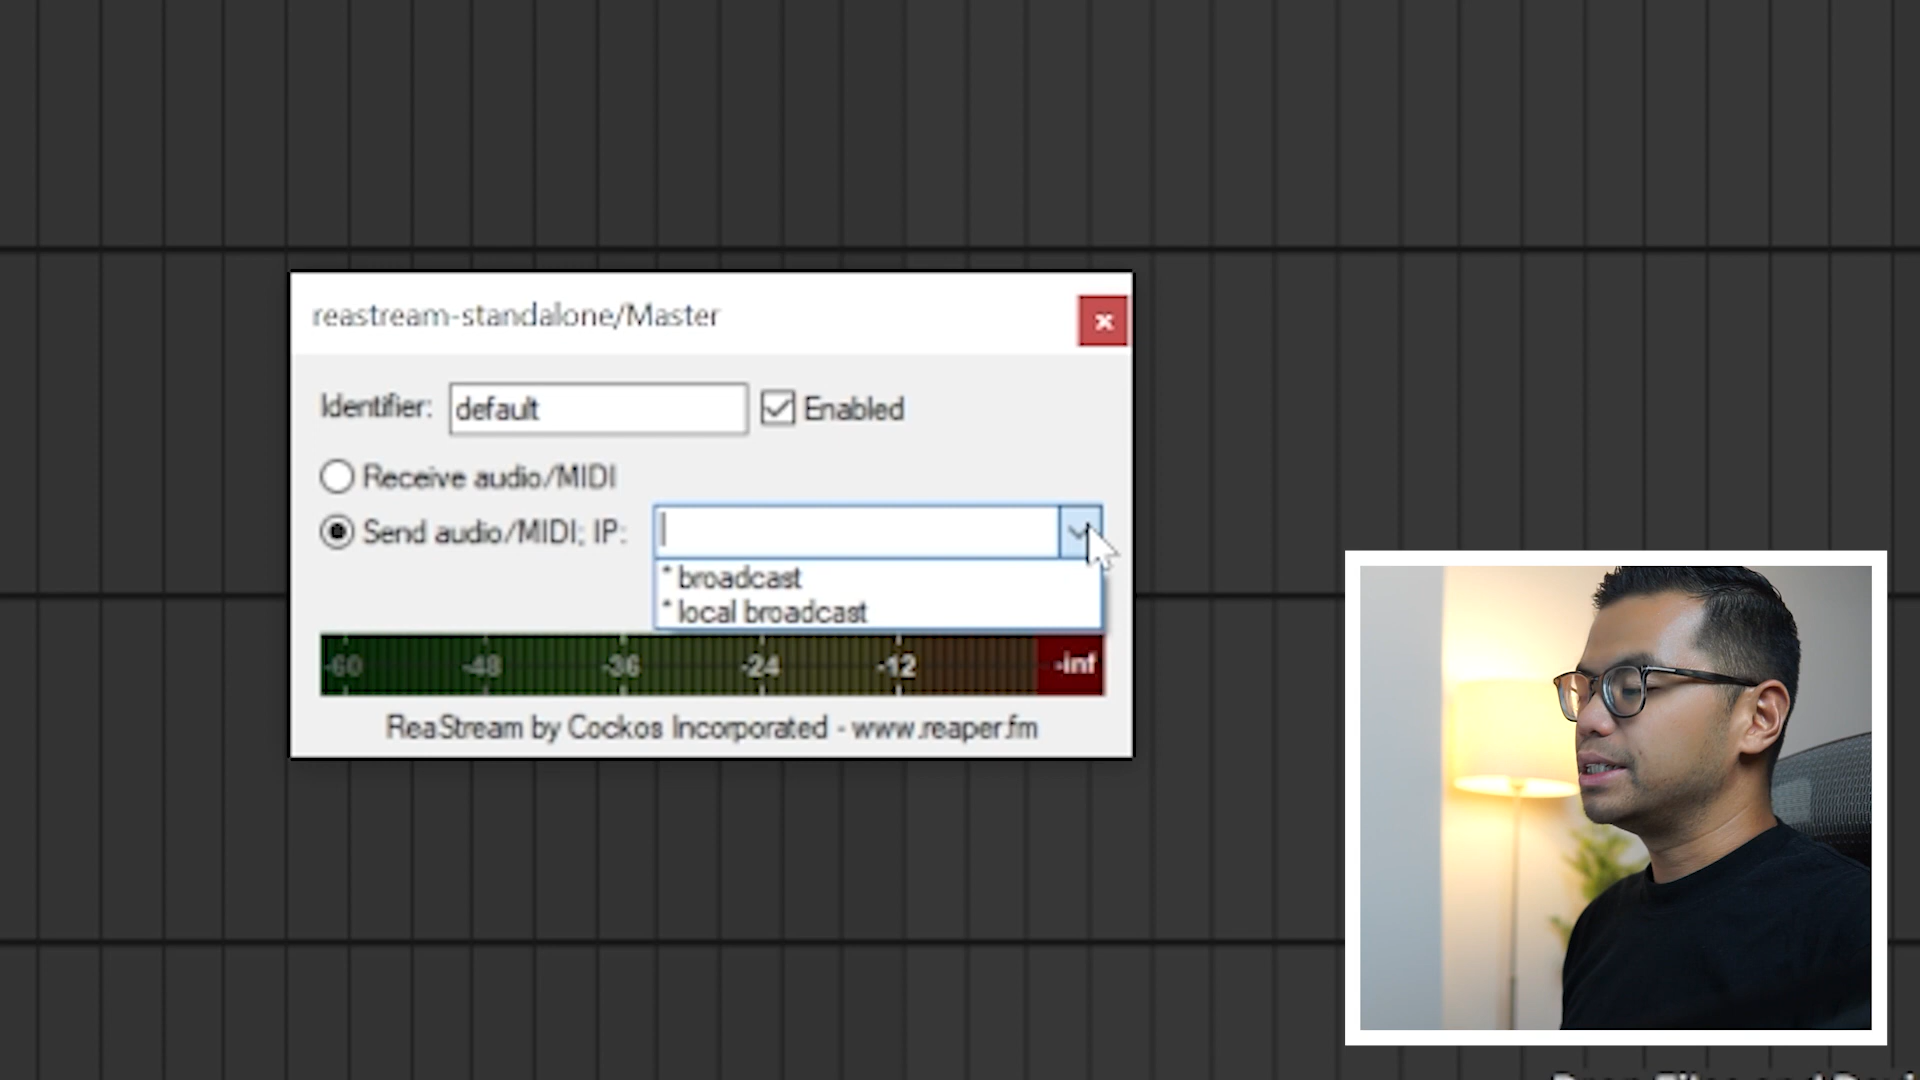 reastream-standalone/Master
Identifier: default Enabled
Receive audio/MIDI
Send audio/MIDI; IP:
* broadcast
* local broadcast
-60 -48 -36 -24 -12 -inf
ReaStream by Cockos Incorporated - www.reaper.fm